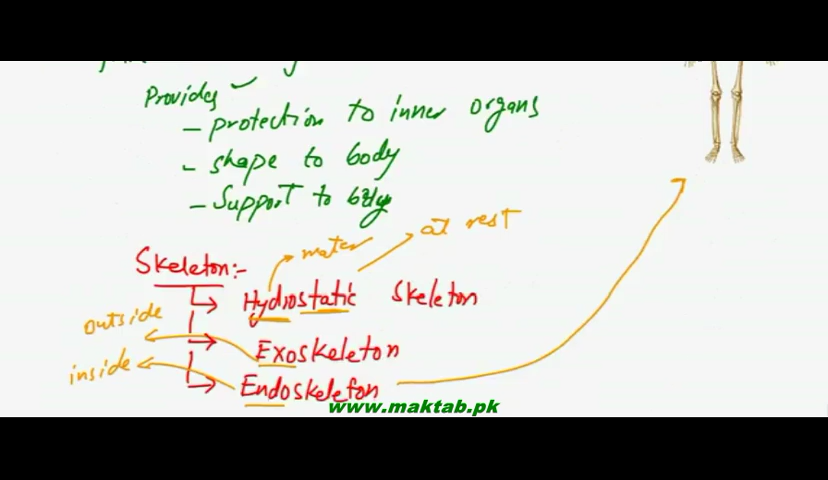 Provides
- protection to inner organs
- shape to body
- Support to body
Skeleton:-
water
at rest
Hydrostatic Skeleton
outside
Exoskeleton
inside
Endoskeleton
www.maktab.pk